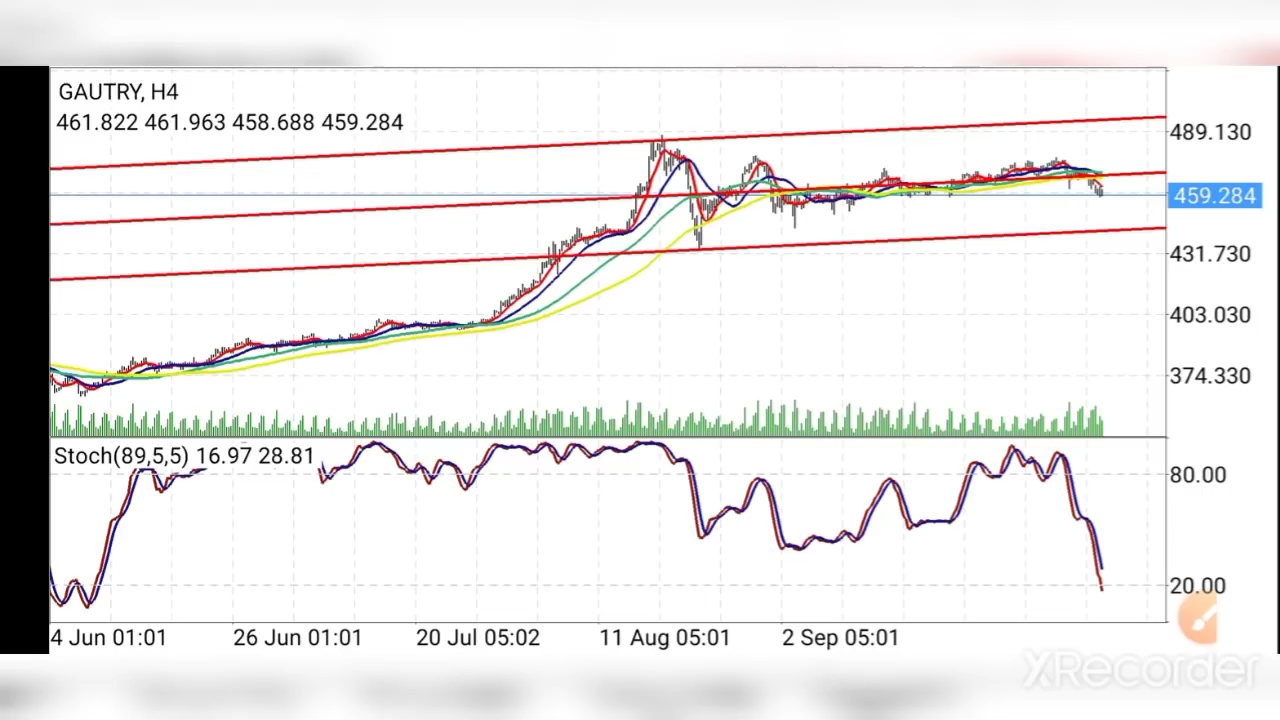 GAUTRY, H4
461.822 461.963 458.688 459.284
489.130
459.284
431.730
403.030
374.330
Stoch(89,5,5) 16.97 28.81
80.00
20.00
4 Jun 01:01 26 Jun 01:01 20 Jul 05:02 11 Aug 05:01 2 Sep 05:01
XRecorder